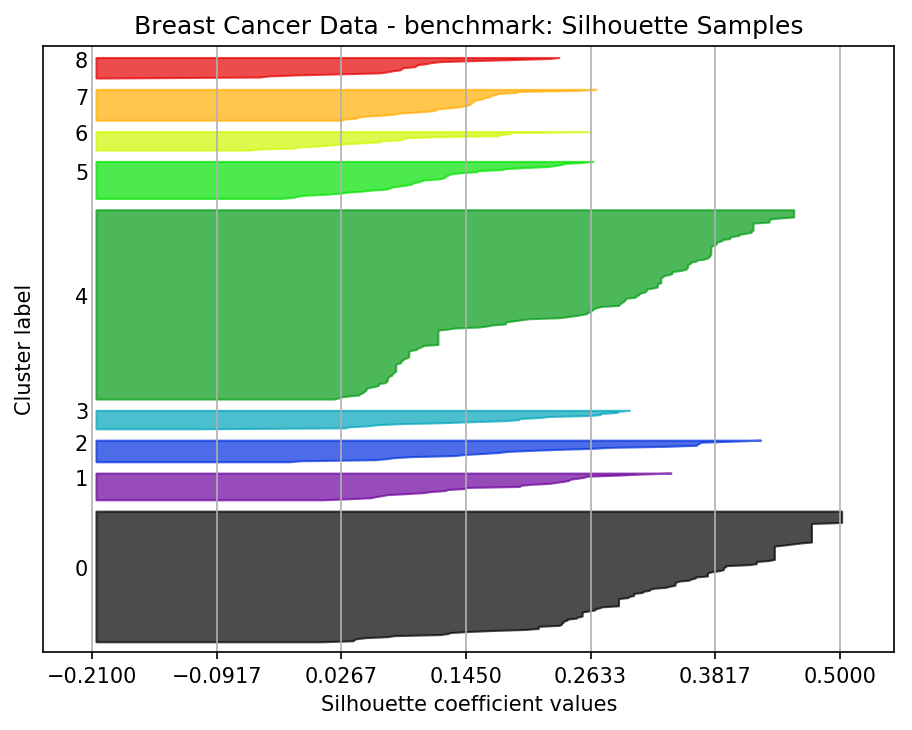 Breast Cancer Data - benchmark: Silhouette Samples
8
7
6
5
4
3
2
1
0
Cluster label
−0.2100 −0.0917 0.0267 0.1450 0.2633 0.3817 0.5000
Silhouette coefficient values